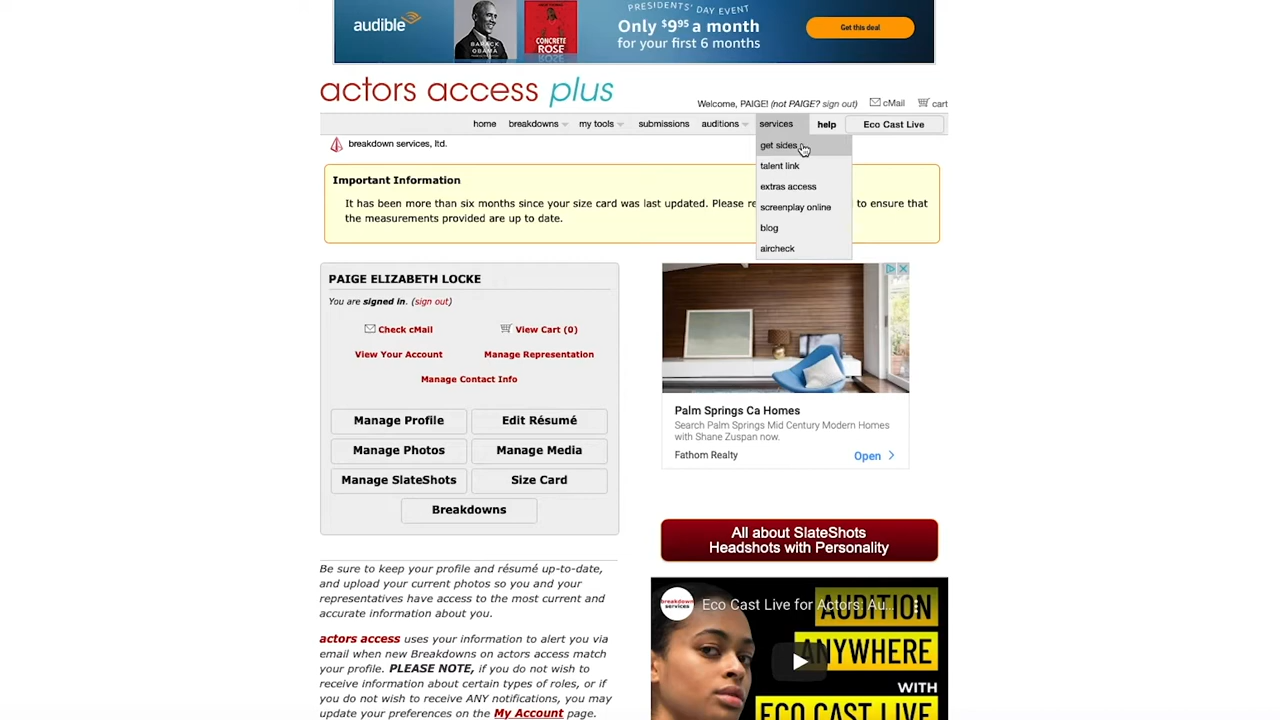 PRESIDENTS' DAY EVENT
audible
Only $9.95 a month
for your first 6 months
Get this deal
BARACK
OBAMA
CONCRETE
ROSE
actors access plus
Welcome, PAIGE! (not PAIGE? sign out) cMail cart
home breakdowns my tools submissions auditions services help Eco Cast Live
breakdown services, ltd.
get sides
talent link
extras access
screenplay online
blog
aircheck
Important Information
It has been more than six months since your size card was last updated. Please re to ensure that
the measurements provided are up to date.
PAIGE ELIZABETH LOCKE
You are signed in. (sign out)
Check cMail View Cart (0)
View Your Account Manage Representation
Manage Contact Info
Manage Profile Edit Résumé
Manage Photos Manage Media
Manage SlateShots Size Card
Breakdowns
Palm Springs Ca Homes
Search Palm Springs Mid Century Modern Homes
with Shane Zuspan now.
Fathom Realty Open
All about SlateShots
Headshots with Personality
Be sure to keep your profile and résumé up-to-date,
and upload your current photos so you and your
representatives have access to the most current and
accurate information about you.
actors access uses your information to alert you via
email when new Breakdowns on actors access match
your profile. PLEASE NOTE, if you do not wish to
receive information about certain types of roles, or if
you do not wish to receive ANY notifications, you may
update your preferences on the My Account page.
breakdown
services
Eco Cast Live for Actors: Au...
AUDITION
ANYWHERE
WITH
ECO CAST LIVE